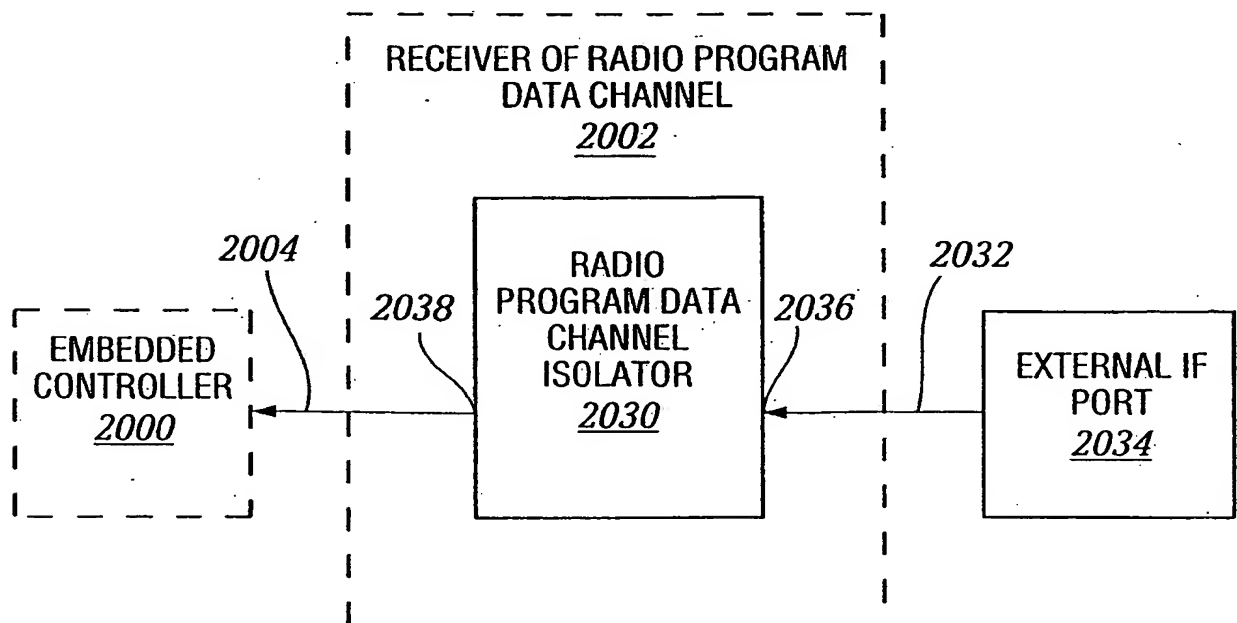 RECEIVER OF RADIO PROGRAM
DATA CHANNEL
2002
2004
EMBEDDED
CONTROLLER
2000
2038
RADIO
PROGRAM DATA
CHANNEL
ISOLATOR
2030
2036
2032
EXTERNAL IF
PORT
2034